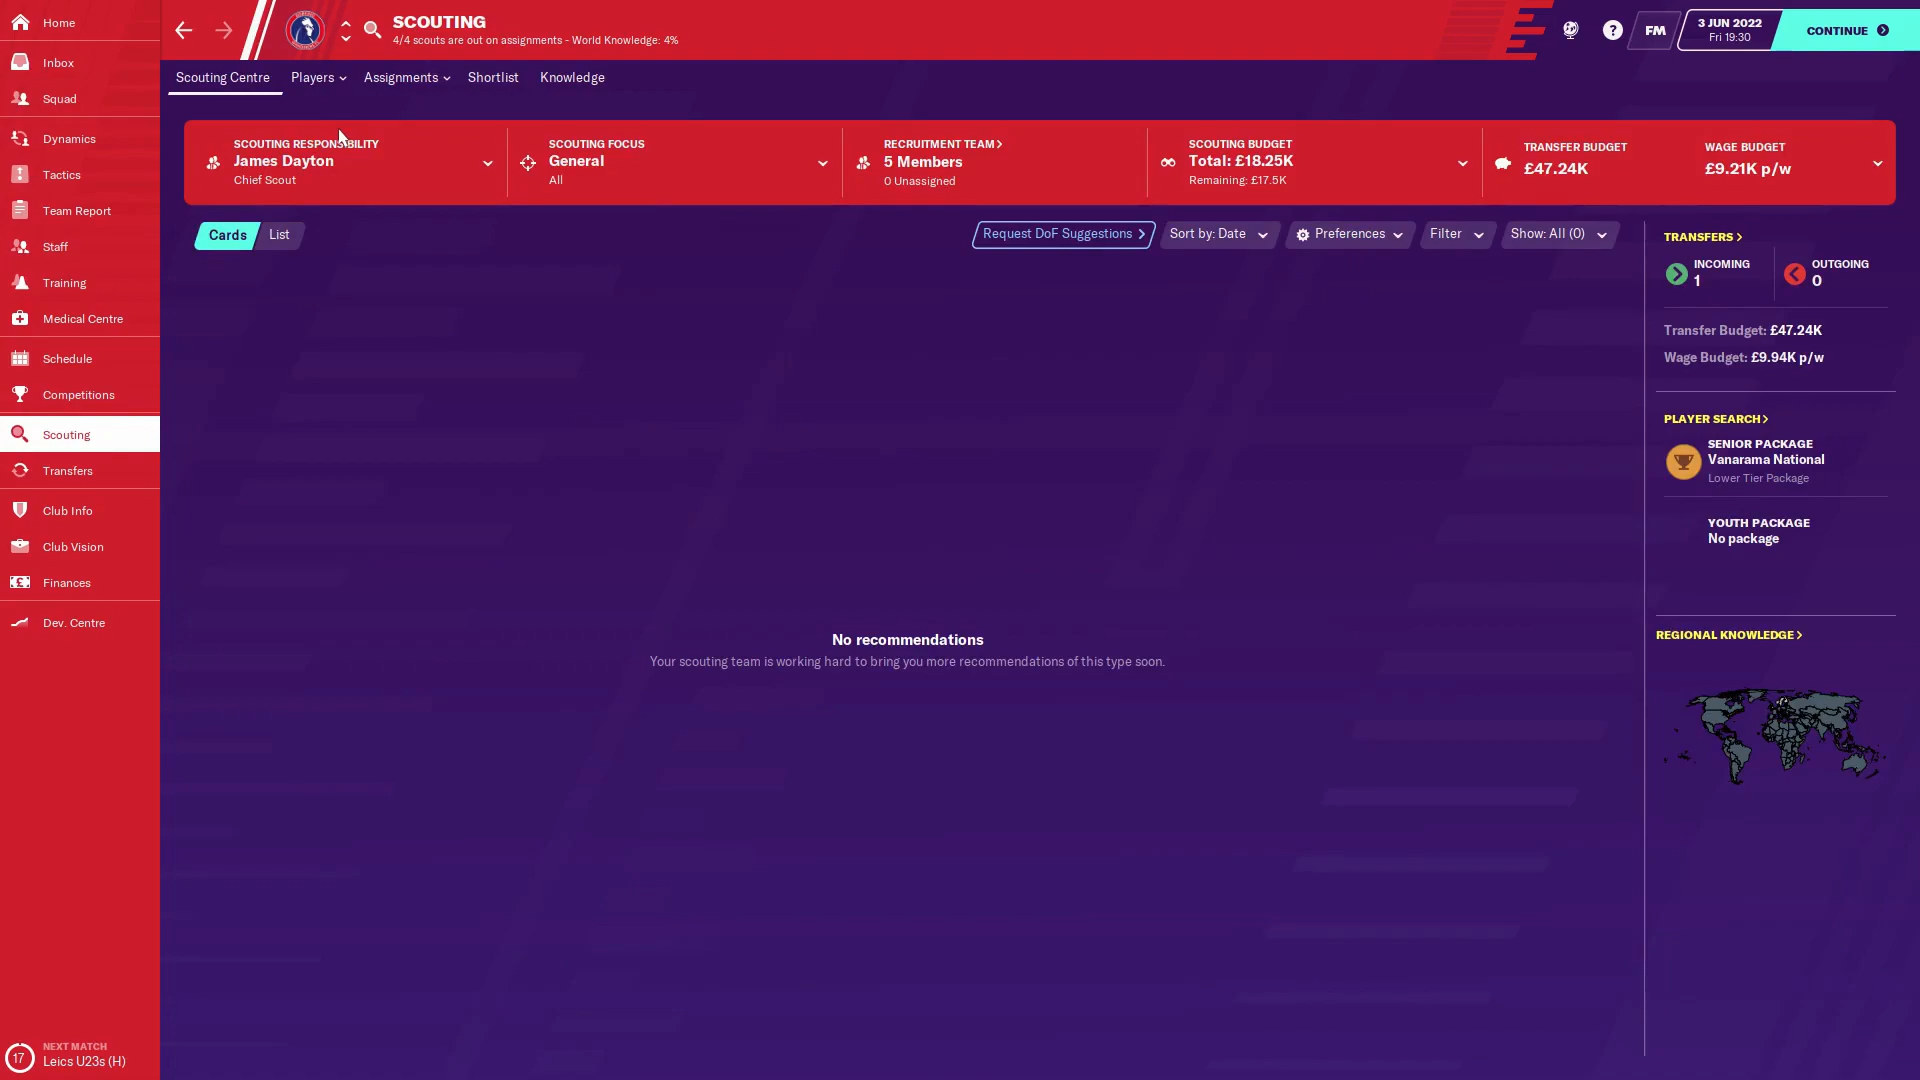 Home
Inbox
Squad
Dynamics
Tactics
Team Report
Staff
Training
Medical Centre
Schedule
Competitions
Scouting
Transfers
Club Info
Club Vision
Finances
Dev. Centre
17
NEXT MATCH
Leics U23s (H)
SCOUTING
4/4 scouts are out on assignments - World Knowledge: 4%
?
FM
3 JUN 2022
Fri 19:30
CONTINUE
Scouting Centre
Players
Assignments
Shortlist
Knowledge
SCOUTING RESPONSIBILITY
James Dayton
Chief Scout
SCOUTING FOCUS
General
All
RECRUITMENT TEAM >
5 Members
0 Unassigned
SCOUTING BUDGET
Total: £18.25K
Remaining: £17.5K
TRANSFER BUDGET
£47.24K
WAGE BUDGET
£9.21K p/w
Cards
List
Request DoF Suggestions >
Sort by: Date
Preferences
Filter
Show: All (0)
No recommendations
Your scouting team is working hard to bring you more recommendations of this type soon.
TRANSFERS >
INCOMING
1
OUTGOING
0
Transfer Budget: £47.24K
Wage Budget: £9.94K p/w
PLAYER SEARCH >
SENIOR PACKAGE
Vanarama National
Lower Tier Package
YOUTH PACKAGE
No package
REGIONAL KNOWLEDGE >